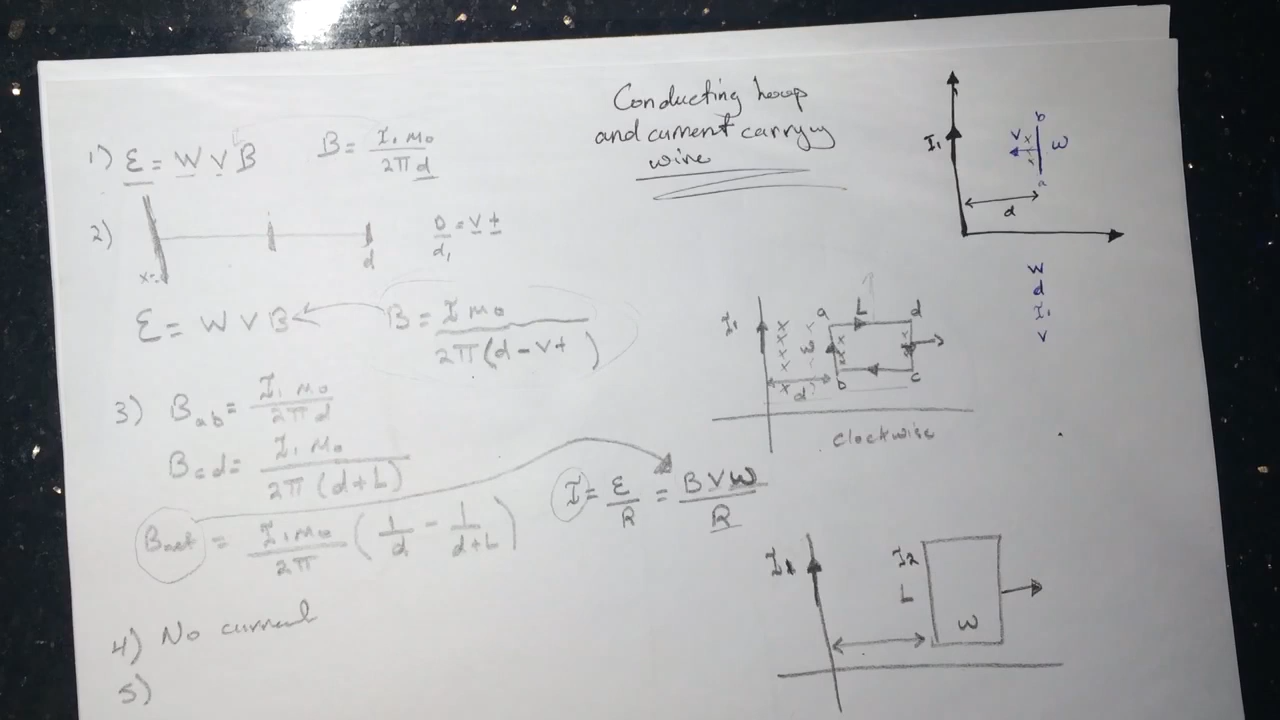 Conducting hoop
and current carrying
wire
1) Ɛ = W V B B = I₁ μ₀ / 2π d
2)
x=
d
D / d₁ = v t
Ɛ = W V B B = I μ₀ / 2π (d - vt)
3) B_ab = I₁ μ₀ / 2π d
B_cd = I₁ μ₀ / 2π (d+L)
B_net = I₁ μ₀ / 2π (1/d - 1/(d+L))
I = Ɛ / R = B V W / R
4) No current
5)
I₁
V
x
x
W
d
W
d
I
V
I₁
x x x
a
L
d
b
c
d
clockwise
I₁
I₂
L
W